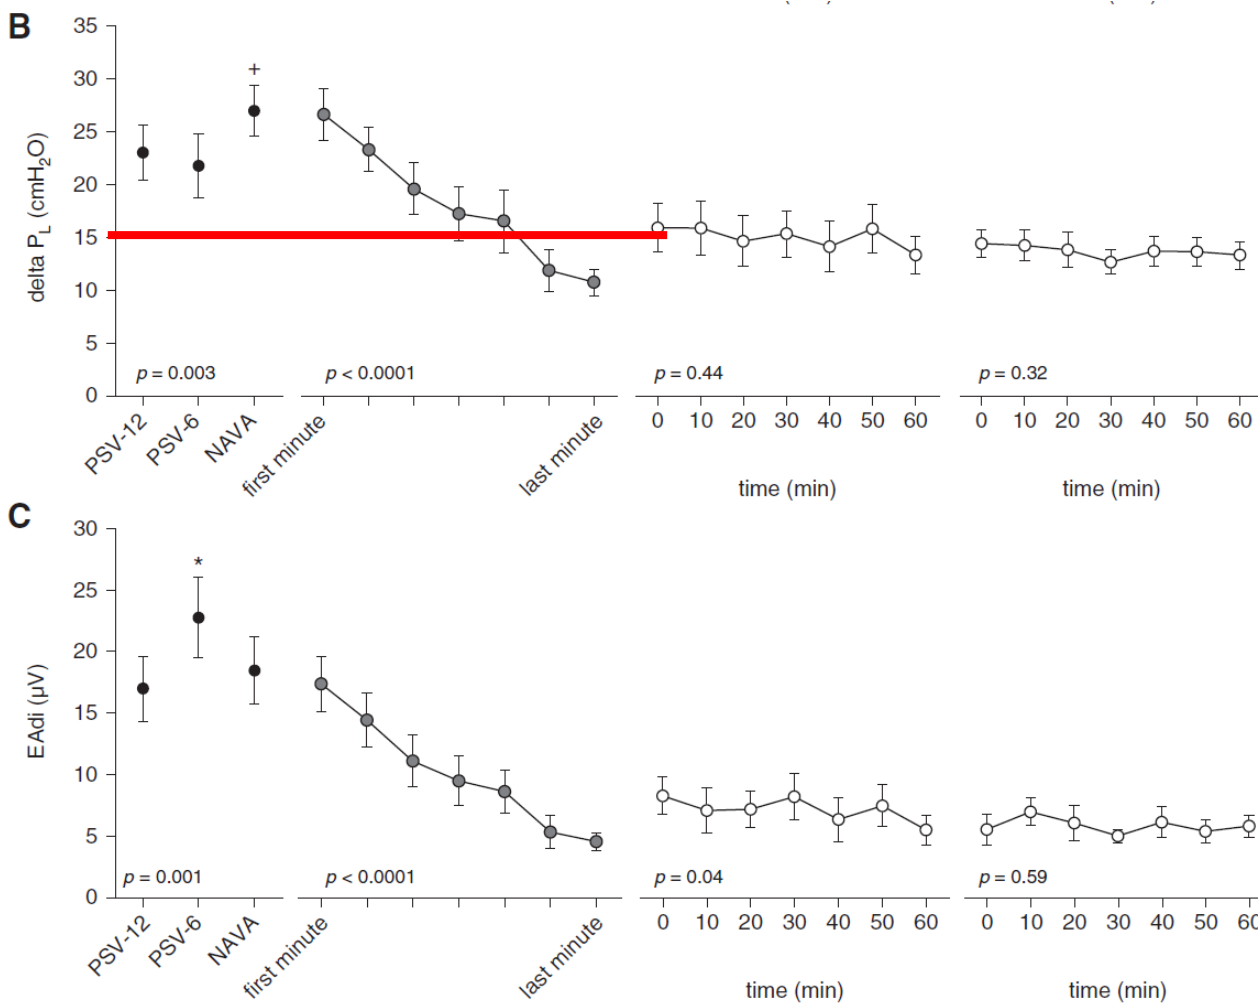 B
35
30
25
20
15
10
5
0
delta P_L (cmH₂O)
+
p = 0.003
p < 0.0001
p = 0.44
p = 0.32
PSV-12
PSV-6
NAVA
first minute
last minute
0 10 20 30 40 50 60
0 10 20 30 40 50 60
time (min)
time (min)
C
30
25
20
15
10
5
0
EAdi (μV)
*
p = 0.001
p < 0.0001
p = 0.04
p = 0.59
PSV-12
PSV-6
NAVA
first minute
last minute
0 10 20 30 40 50 60
0 10 20 30 40 50 60
time (min)
time (min)